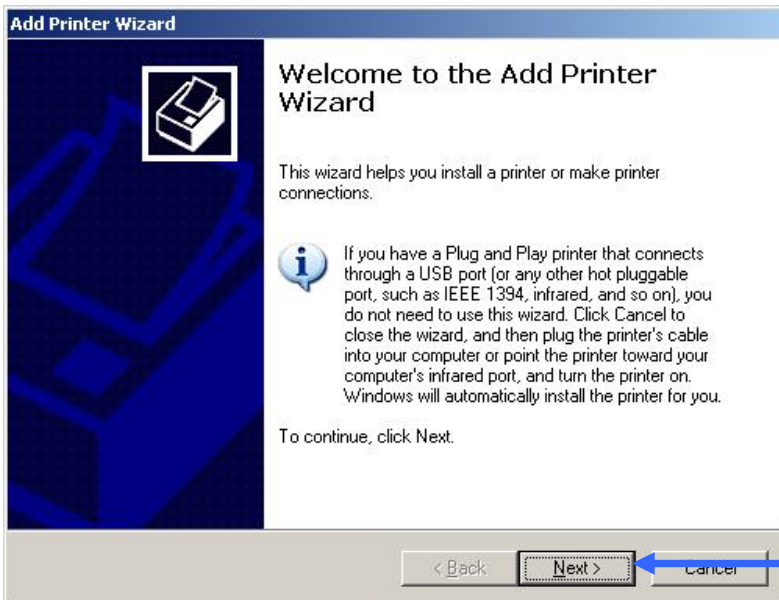 Add Printer Wizard
Welcome to the Add Printer
Wizard
This wizard helps you install a printer or make printer
connections.
If you have a Plug and Play printer that connects
through a USB port (or any other hot pluggable
port, such as IEEE 1394, infrared, and so on), you
do not need to use this wizard. Click Cancel to
close the wizard, and then plug the printer's cable
into your computer or point the printer toward your
computer's infrared port, and turn the printer on.
Windows will automatically install the printer for you.
To continue, click Next.
< Back
Next >
Cancel